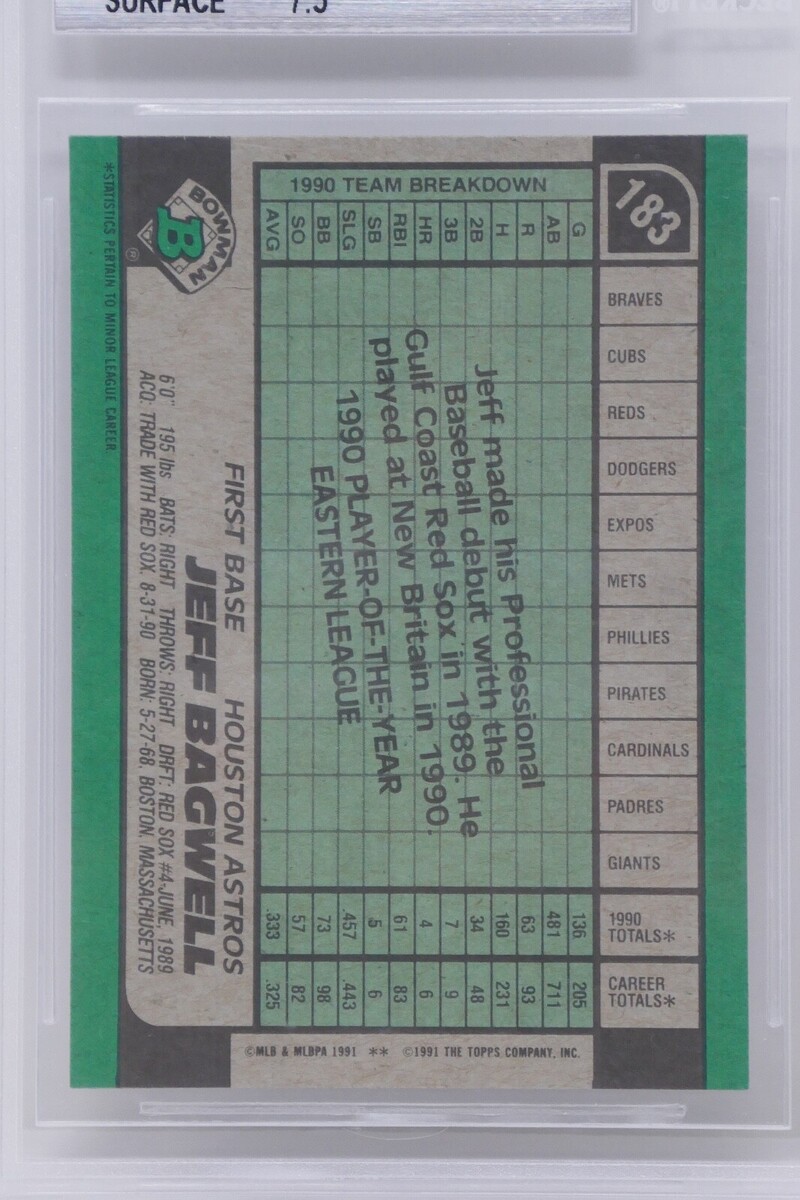 SURFACE 7.5
BECKETT®
183
1990 TEAM BREAKDOWN
G
AB
R
H
2B
3B
HR
RBI
SB
SLG
BB
SO
AVG
BRAVES
CUBS
REDS
DODGERS
EXPOS
METS
PHILLIES
PIRATES
CARDINALS
PADRES
GIANTS
1990 TOTALS* 136 481 63 160 34 7 4 61 5 .457 73 57 .333
CAREER TOTALS* 205 711 93 231 48 9 6 83 6 .443 98 82 .325
Jeff made his Professional
Baseball debut with the
Gulf Coast Red Sox in 1989. He
played at New Britain in 1990.
1990 PLAYER-OF-THE-YEAR
EASTERN LEAGUE
FIRST BASE HOUSTON ASTROS
JEFF BAGWELL
6'0" 195 lbs BATS: RIGHT THROWS: RIGHT DRFT: RED SOX #4-JUNE, 1989
ACQ: TRADE WITH RED SOX, 8-31-90 BORN: 5-27-68, BOSTON, MASSACHUSETTS
BOWMAN
B
®
*STATISTICS PERTAIN TO MINOR LEAGUE CAREER
©MLB & MLBPA 1991 ** ©1991 THE TOPPS COMPANY, INC.